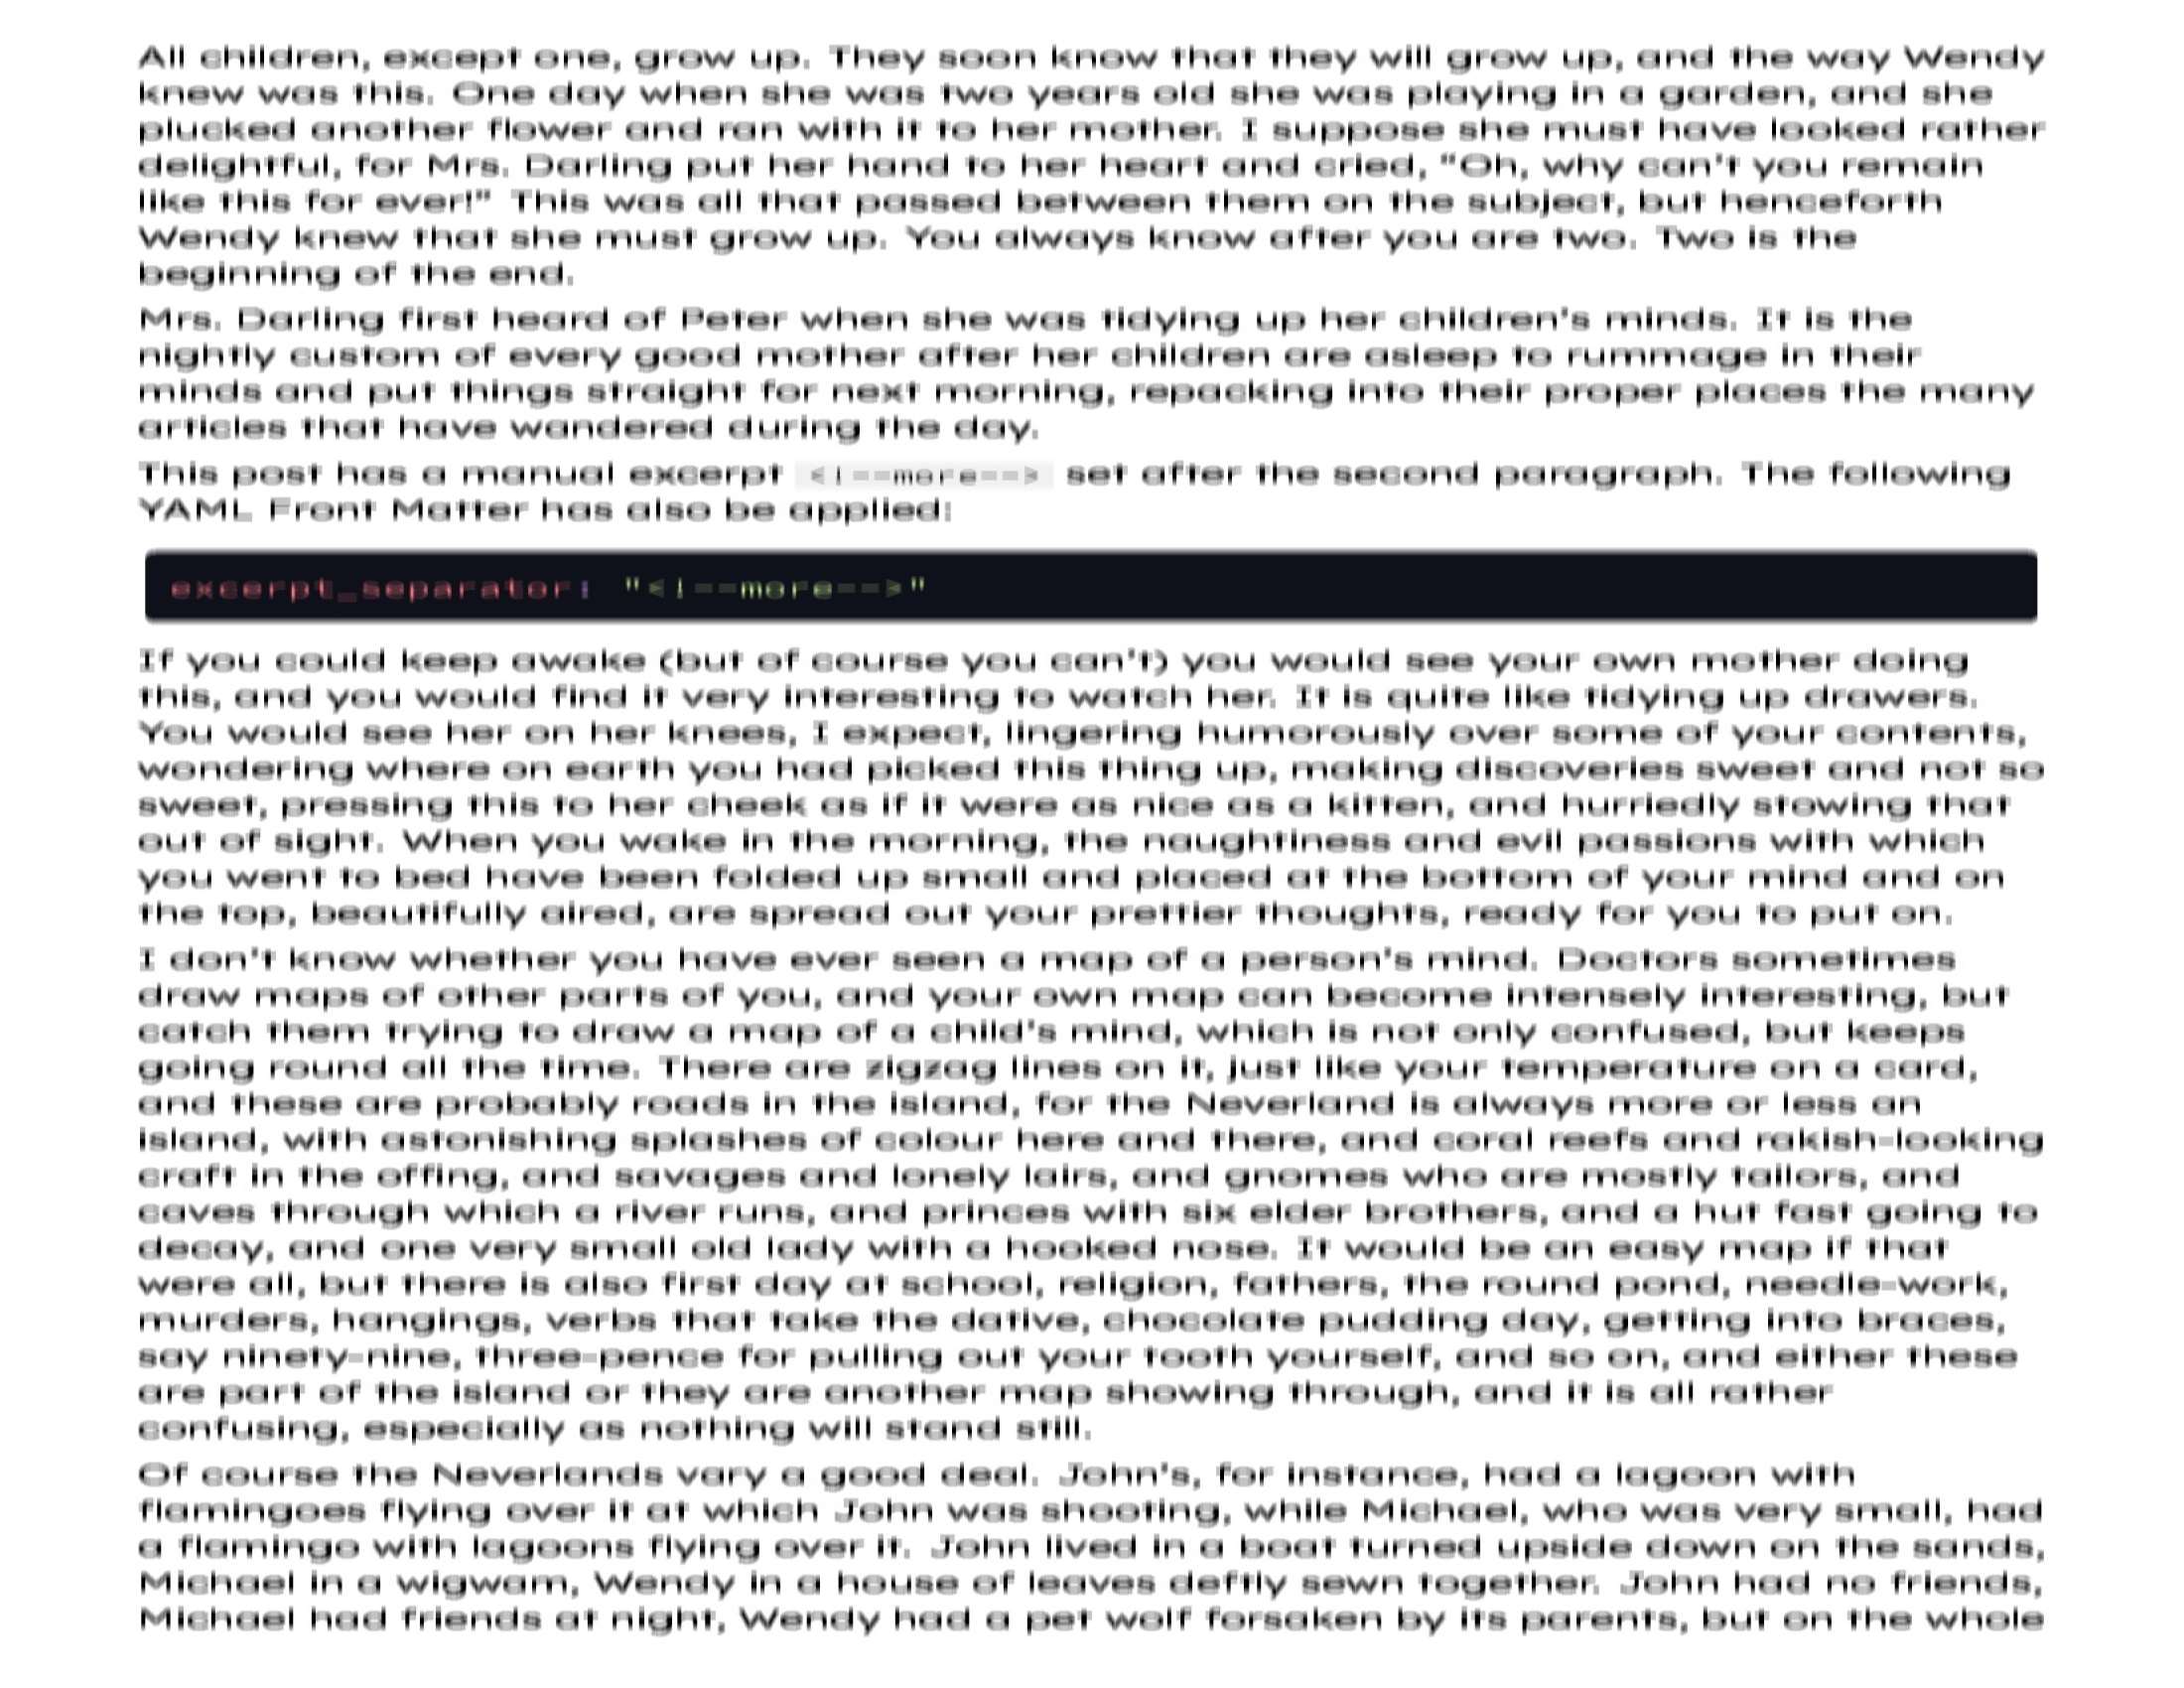 All children, except one, grow up. They soon know that they will grow up, and the way Wendy
knew was this. One day when she was two years old she was playing in a garden, and she
plucked another flower and ran with it to her mother. I suppose she must have looked rather
delightful, for Mrs. Darling put her hand to her heart and cried, “Oh, why can’t you remain
like this for ever!” This was all that passed between them on the subject, but henceforth
Wendy knew that she must grow up. You always know after you are two. Two is the
beginning of the end.
Mrs. Darling first heard of Peter when she was tidying up her children’s minds. It is the
nightly custom of every good mother after her children are asleep to rummage in their
minds and put things straight for next morning, repacking into their proper places the many
articles that have wandered during the day.
This post has a manual excerpt <!--more--> set after the second paragraph. The following
YAML Front Matter has also be applied:
excerpt_separator: "<!--more-->"
If you could keep awake (but of course you can’t) you would see your own mother doing
this, and you would find it very interesting to watch her. It is quite like tidying up drawers.
You would see her on her knees, I expect, lingering humorously over some of your contents,
wondering where on earth you had picked this thing up, making discoveries sweet and not so
sweet, pressing this to her cheek as if it were as nice as a kitten, and hurriedly stowing that
out of sight. When you wake in the morning, the naughtiness and evil passions with which
you went to bed have been folded up small and placed at the bottom of your mind and on
the top, beautifully aired, are spread out your prettier thoughts, ready for you to put on.
I don’t know whether you have ever seen a map of a person’s mind. Doctors sometimes
draw maps of other parts of you, and your own map can become intensely interesting, but
catch them trying to draw a map of a child’s mind, which is not only confused, but keeps
going round all the time. There are zigzag lines on it, just like your temperature on a card,
and these are probably roads in the island, for the Neverland is always more or less an
island, with astonishing splashes of colour here and there, and coral reefs and rakish-looking
craft in the offing, and savages and lonely lairs, and gnomes who are mostly tailors, and
caves through which a river runs, and princes with six elder brothers, and a hut fast going to
decay, and one very small old lady with a hooked nose. It would be an easy map if that
were all, but there is also first day at school, religion, fathers, the round pond, needle-work,
murders, hangings, verbs that take the dative, chocolate pudding day, getting into braces,
say ninety-nine, three-pence for pulling out your tooth yourself, and so on, and either these
are part of the island or they are another map showing through, and it is all rather
confusing, especially as nothing will stand still.
Of course the Neverlands vary a good deal. John’s, for instance, had a lagoon with
flamingoes flying over it at which John was shooting, while Michael, who was very small, had
a flamingo with lagoons flying over it. John lived in a boat turned upside down on the sands,
Michael in a wigwam, Wendy in a house of leaves deftly sewn together. John had no friends,
Michael had friends at night, Wendy had a pet wolf forsaken by its parents, but on the whole